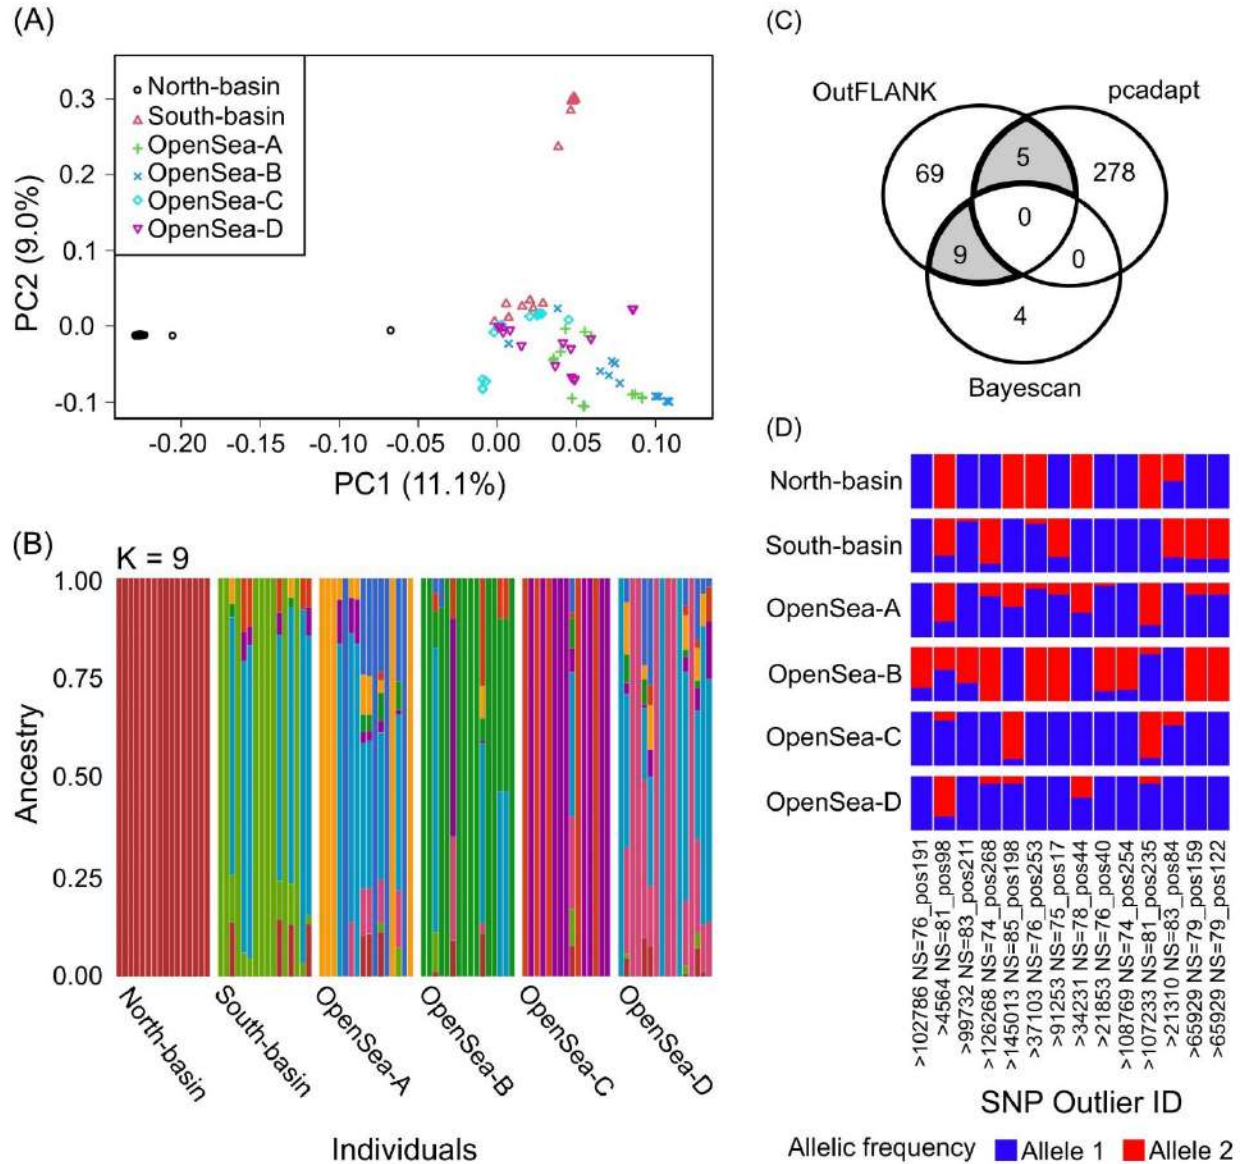 (A)
North-basin
South-basin
OpenSea-A
OpenSea-B
OpenSea-C
OpenSea-D
0.3
0.2
0.1
0.0
-0.1
PC2 (9.0%)
-0.20
-0.15
-0.10
-0.05
0.00
0.05
0.10
PC1 (11.1%)
(B)
K = 9
1.00
0.75
0.50
0.25
0.00
Ancestry
North-basin
South-basin
OpenSea-A
OpenSea-B
OpenSea-C
OpenSea-D
Individuals
(C)
OutFLANK
pcadapt
69
5
278
0
9
0
4
Bayescan
(D)
North-basin
South-basin
OpenSea-A
OpenSea-B
OpenSea-C
OpenSea-D
>102786 NS=76_pos191
>4564 NS=81_pos98
>99732 NS=83_pos211
>126268 NS=74_pos268
>145013 NS=85_pos198
>37103 NS=76_pos253
>91253 NS=75_pos17
>34231 NS=78_pos44
>21853 NS=76_pos40
>108769 NS=74_pos254
>107233 NS=81_pos235
>21310 NS=83_pos84
>65929 NS=79_pos159
>65929 NS=79_pos122
SNP Outlier ID
Allelic frequency Allele 1 Allele 2